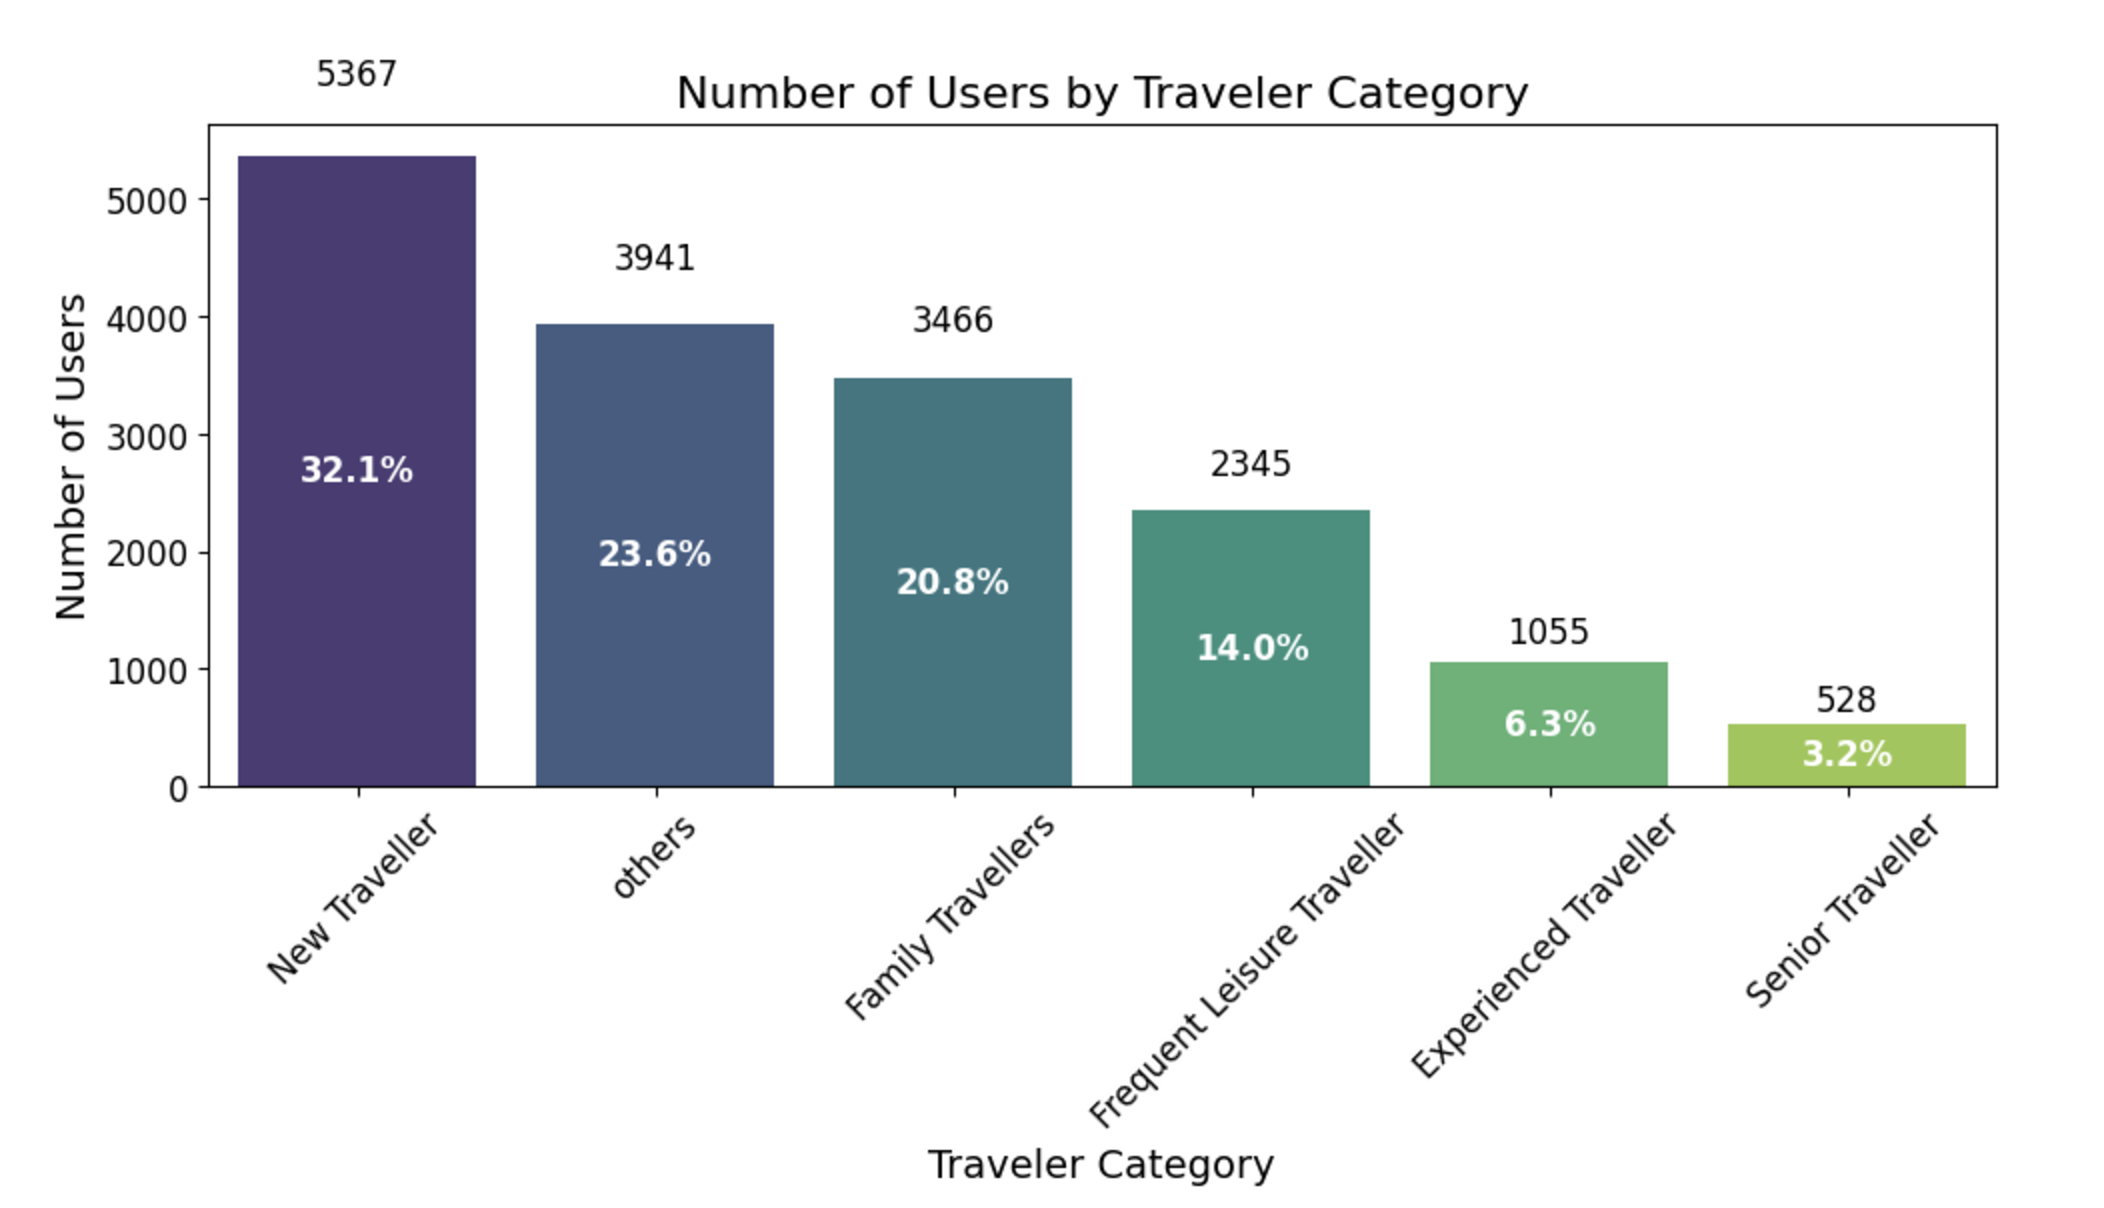 5367
Number of Users by Traveler Category
Number of Users
5000
4000
3000
2000
1000
0
3941
3466
2345
1055
528
32.1%
23.6%
20.8%
14.0%
6.3%
3.2%
New Traveller
others
Family Travellers
Frequent Leisure Traveller
Experienced Traveller
Senior Traveller
Traveler Category